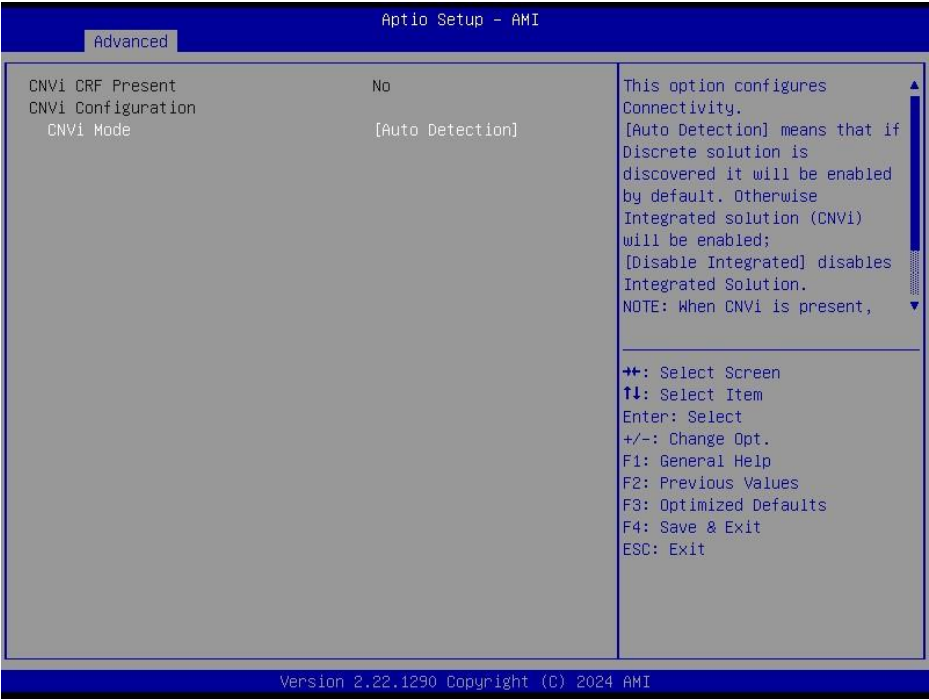 Aptio Setup - AMI
Advanced
CNVi CRF Present No
CNVi Configuration
CNVi Mode [Auto Detection]
This option configures
Connectivity.
[Auto Detection] means that if
Discrete solution is
discovered it will be enabled
by default. Otherwise
Integrated solution (CNVi)
will be enabled;
[Disable Integrated] disables
Integrated Solution.
NOTE: When CNVi is present,
→←: Select Screen
↑↓: Select Item
Enter: Select
+/-: Change Opt.
F1: General Help
F2: Previous Values
F3: Optimized Defaults
F4: Save & Exit
ESC: Exit
Version 2.22.1290 Copyright (C) 2024 AMI